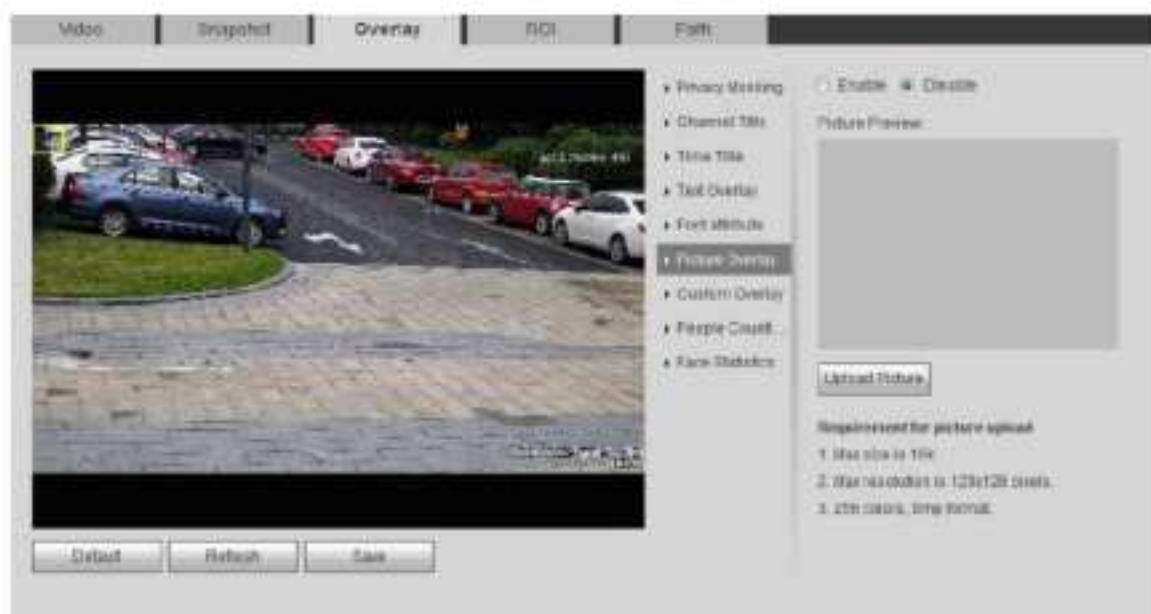 Video
Snapshot
Overlay
ROI
Path
Privacy Masking
Channel Title
Time Title
Text Overlay
Font attribute
Picture Overlay
Custom Overlay
People Count...
Face Statistics
Enable
Disable
Picture Preview
Upload Picture
Requirement for picture upload
1. Max size is 16k
2. Max resolution is 128x128 pixels.
3. 256 colors, bmp format.
Default
Refresh
Save